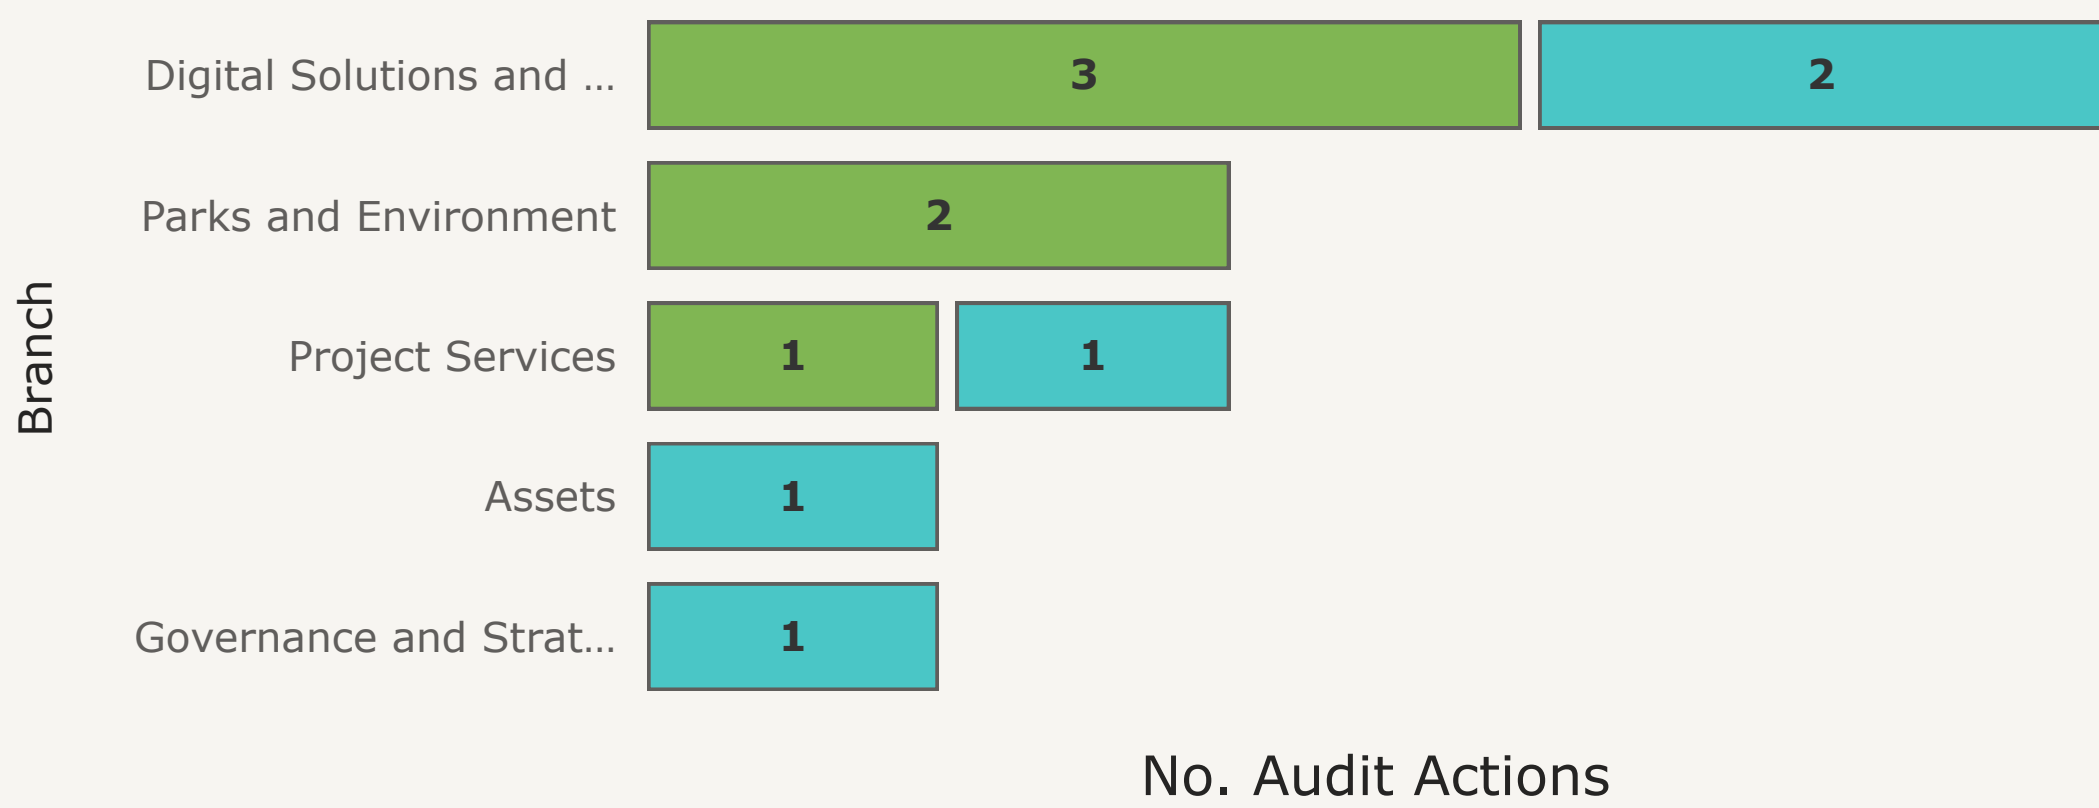 Digital Solutions and ...
3
2
Parks and Environment
2
Project Services
1
1
Assets
1
Governance and Strat...
1
Branch
No. Audit Actions